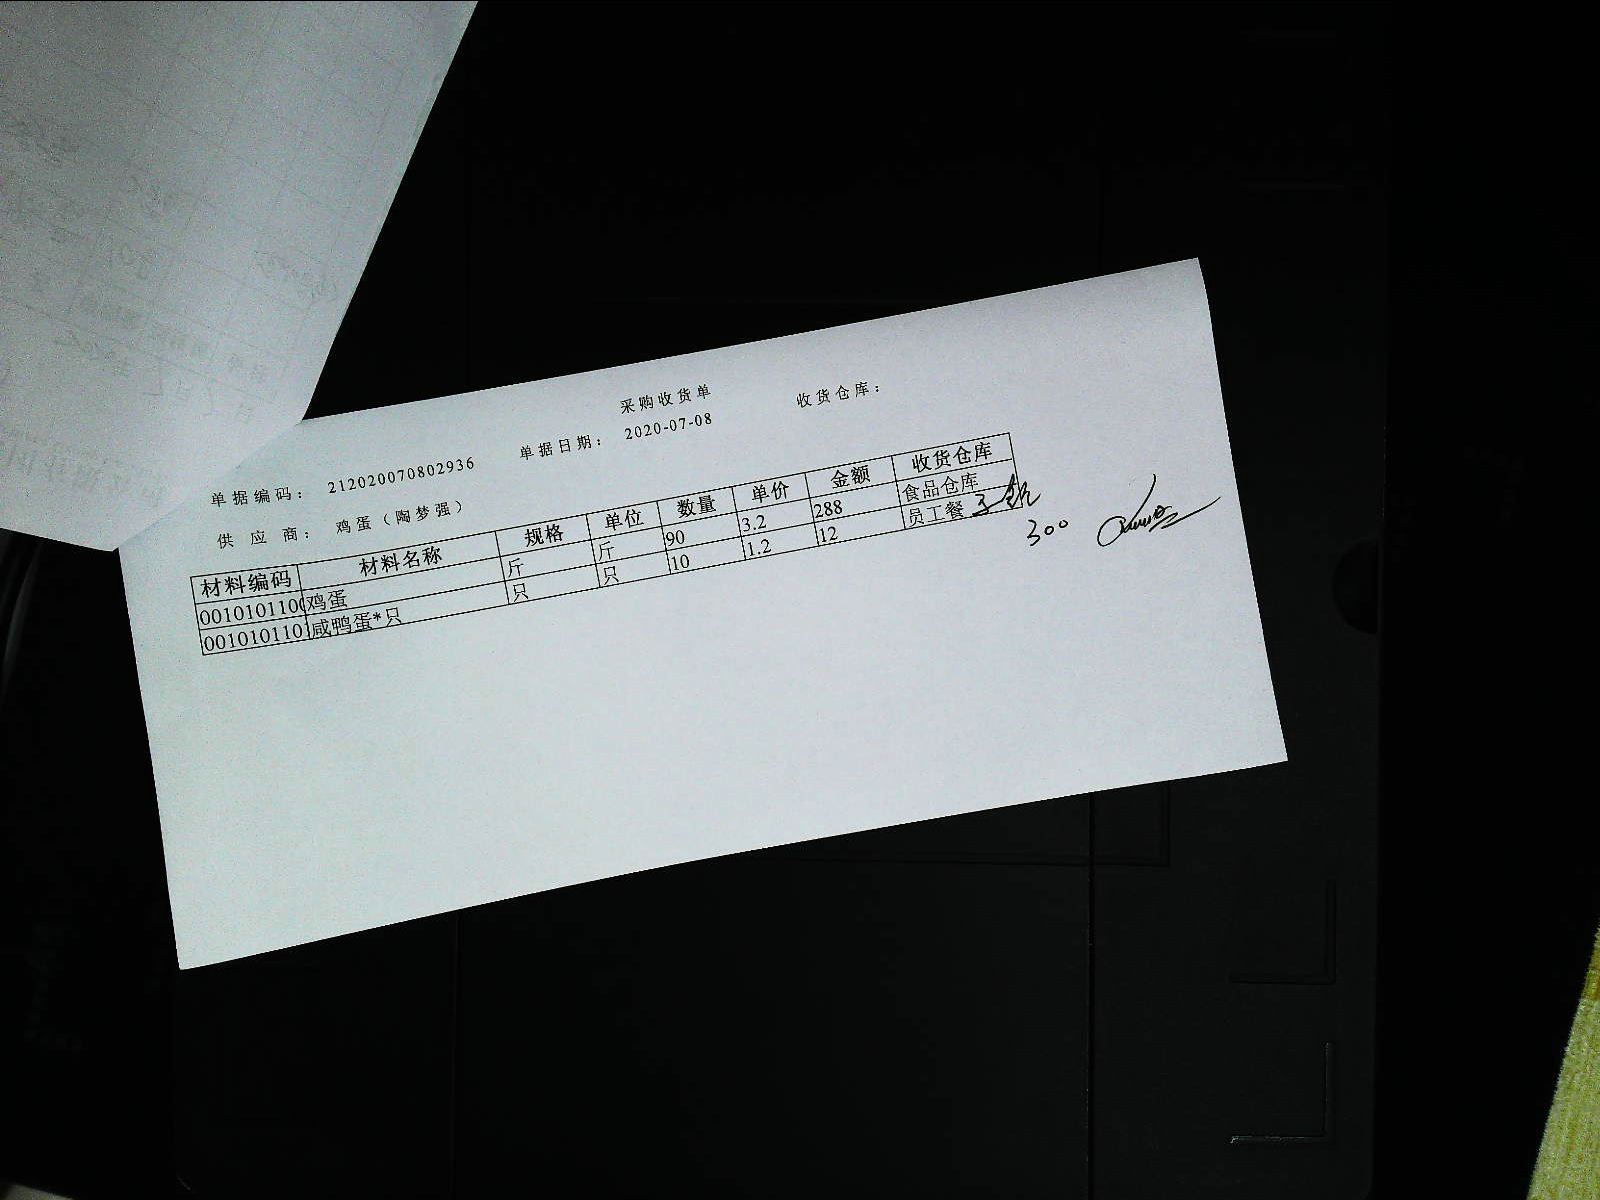 采购收货单
单据编码： 212020070802936 单据日期： 2020-07-08 收货仓库：
供 应 商： 鸡蛋（陶梦强）
材料编码 材料名称 规格 单位 数量 单价 金额 收货仓库
0010101100 鸡蛋 斤 斤 90 3.2 288 食品仓库
001010110 咸鸭蛋*只 只 只 10 1.2 12 员工餐
300